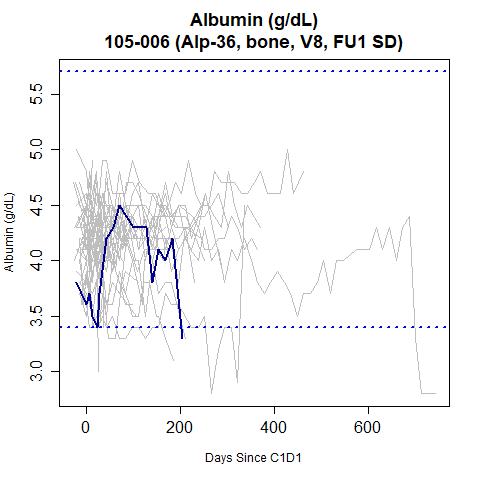 Albumin (g/dL)
105-006 (Alp-36, bone, V8, FU1 SD)
Albumin (g/dL)
5.5
5.0
4.5
4.0
3.5
3.0
0 200 400 600
Days Since C1D1